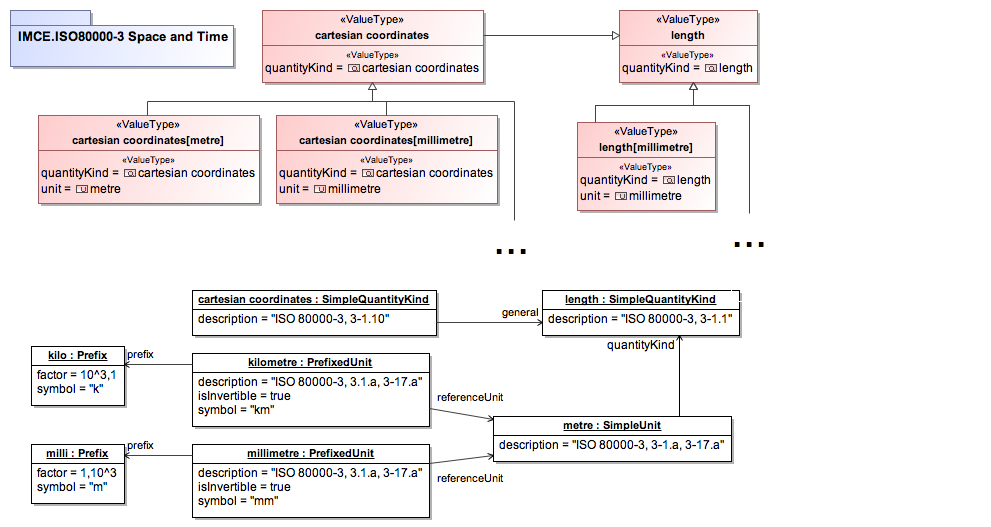 IMCE.ISO80000-3 Space and Time
«ValueType»
cartesian coordinates
«ValueType»
quantityKind = cartesian coordinates
«ValueType»
length
«ValueType»
quantityKind = length
«ValueType»
cartesian coordinates[metre]
«ValueType»
quantityKind = cartesian coordinates
unit = metre
«ValueType»
cartesian coordinates[millimetre]
«ValueType»
quantityKind = cartesian coordinates
unit = millimetre
«ValueType»
length[millimetre]
«ValueType»
quantityKind = length
unit = millimetre
...
...
cartesian coordinates : SimpleQuantityKind
description = "ISO 80000-3, 3-1.10"
general
length : SimpleQuantityKind
description = "ISO 80000-3, 3-1.1"
quantityKind
kilo : Prefix
factor = 10^3,1
symbol = "k"
prefix
kilometre : PrefixedUnit
description = "ISO 80000-3, 3.1.a, 3-17.a"
isInvertible = true
symbol = "km"
referenceUnit
metre : SimpleUnit
description = "ISO 80000-3, 3-1.a, 3-17.a"
milli : Prefix
factor = 1,10^3
symbol = "m"
prefix
millimetre : PrefixedUnit
description = "ISO 80000-3, 3.1.a, 3-17.a"
isInvertible = true
symbol = "mm"
referenceUnit